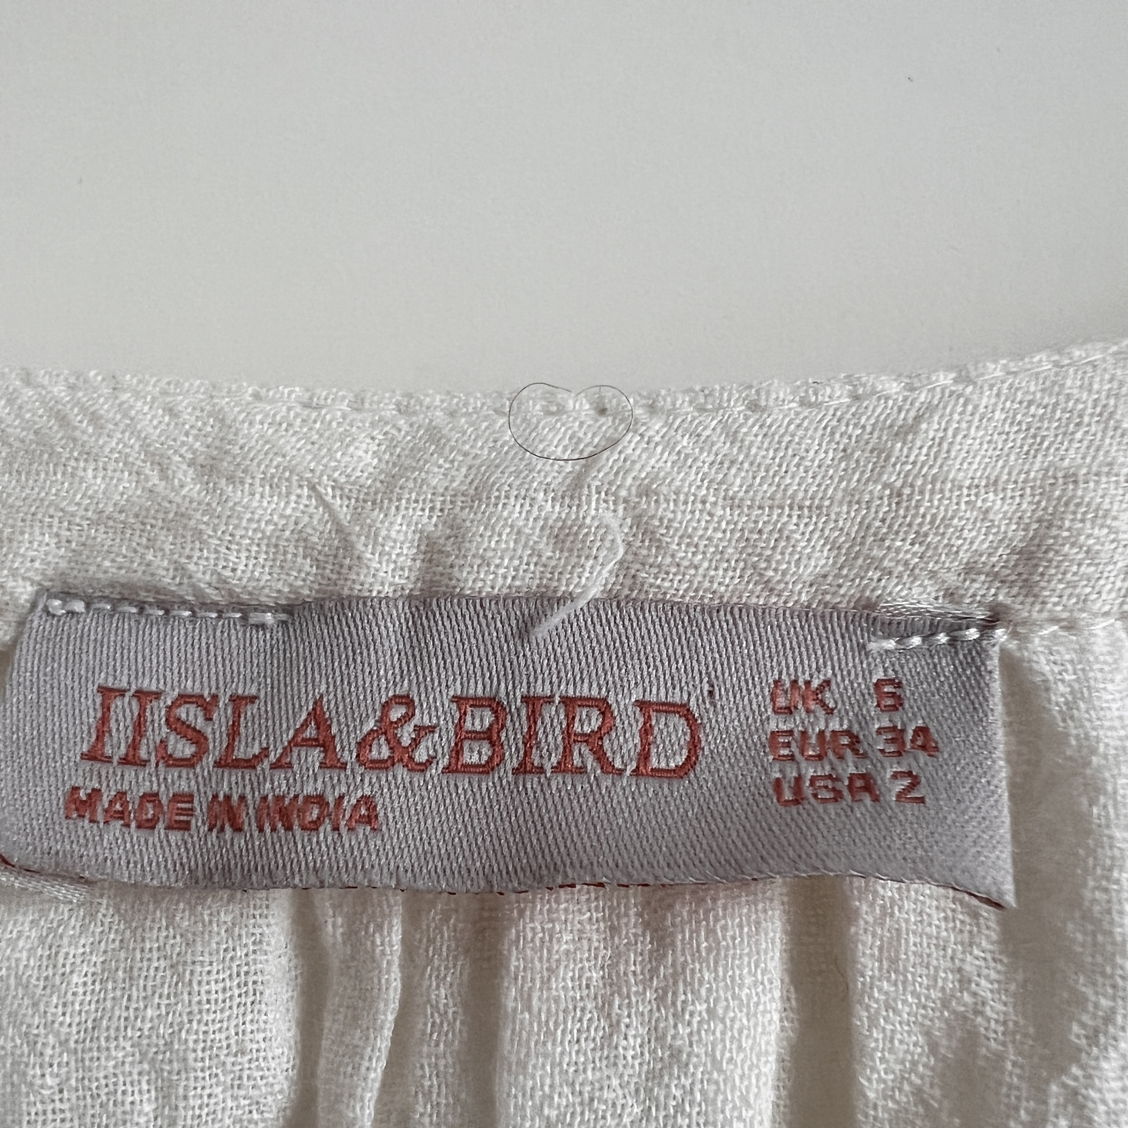 IISLA&BIRD
MADE IN INDIA
UK 6
EUR 34
USA 2